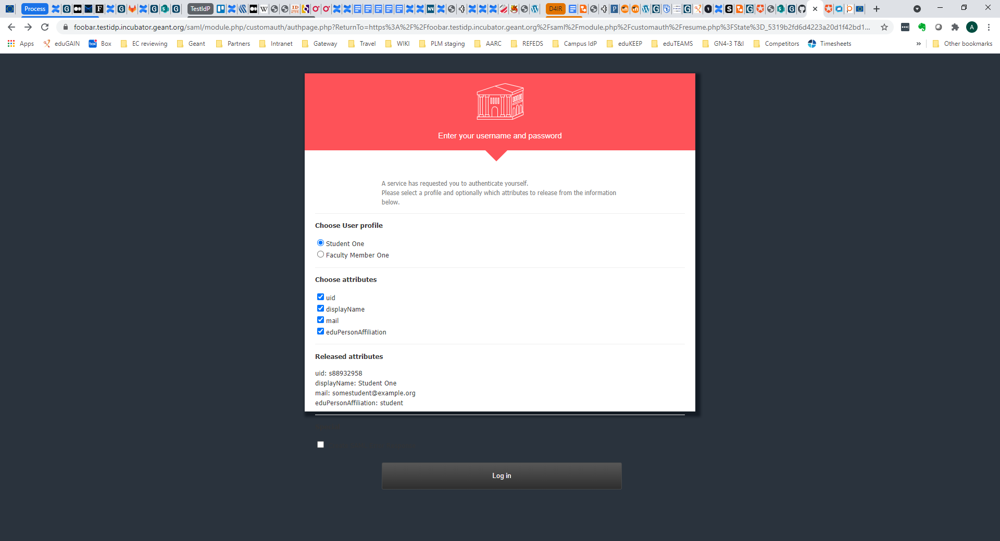 Process
TestIdP
D4IR
foobar.testidp.incubator.geant.org/saml/module.php/customauth/authpage.php?ReturnTo=https%3A%2F%2Ffoobar.testidp.incubator.geant.org%2Fsaml%2Fmodule.php%2Fcustomauth%2Fresume.php%3FState%3D_5319b2fd6d4223a20d1f42bd1...
A
Apps
eduGAIN
Box
EC reviewing
Geant
Partners
Intranet
Gateway
Travel
WIKI
PLM staging
AARC
REFEDS
Campus IdP
eduKEEP
eduTEAMS
GN4-3 T&I
Competitors
Timesheets
»
Other bookmarks
Enter your username and password
A service has requested you to authenticate yourself.
Please select a profile and optionally which attributes to release from the information
below.
Choose User profile
Student One
Faculty Member One
Choose attributes
uid
displayName
mail
eduPersonAffiliation
Released attributes
uid: s88932958
displayName: Student One
mail: somestudent@example.org
eduPersonAffiliation: student
Log in